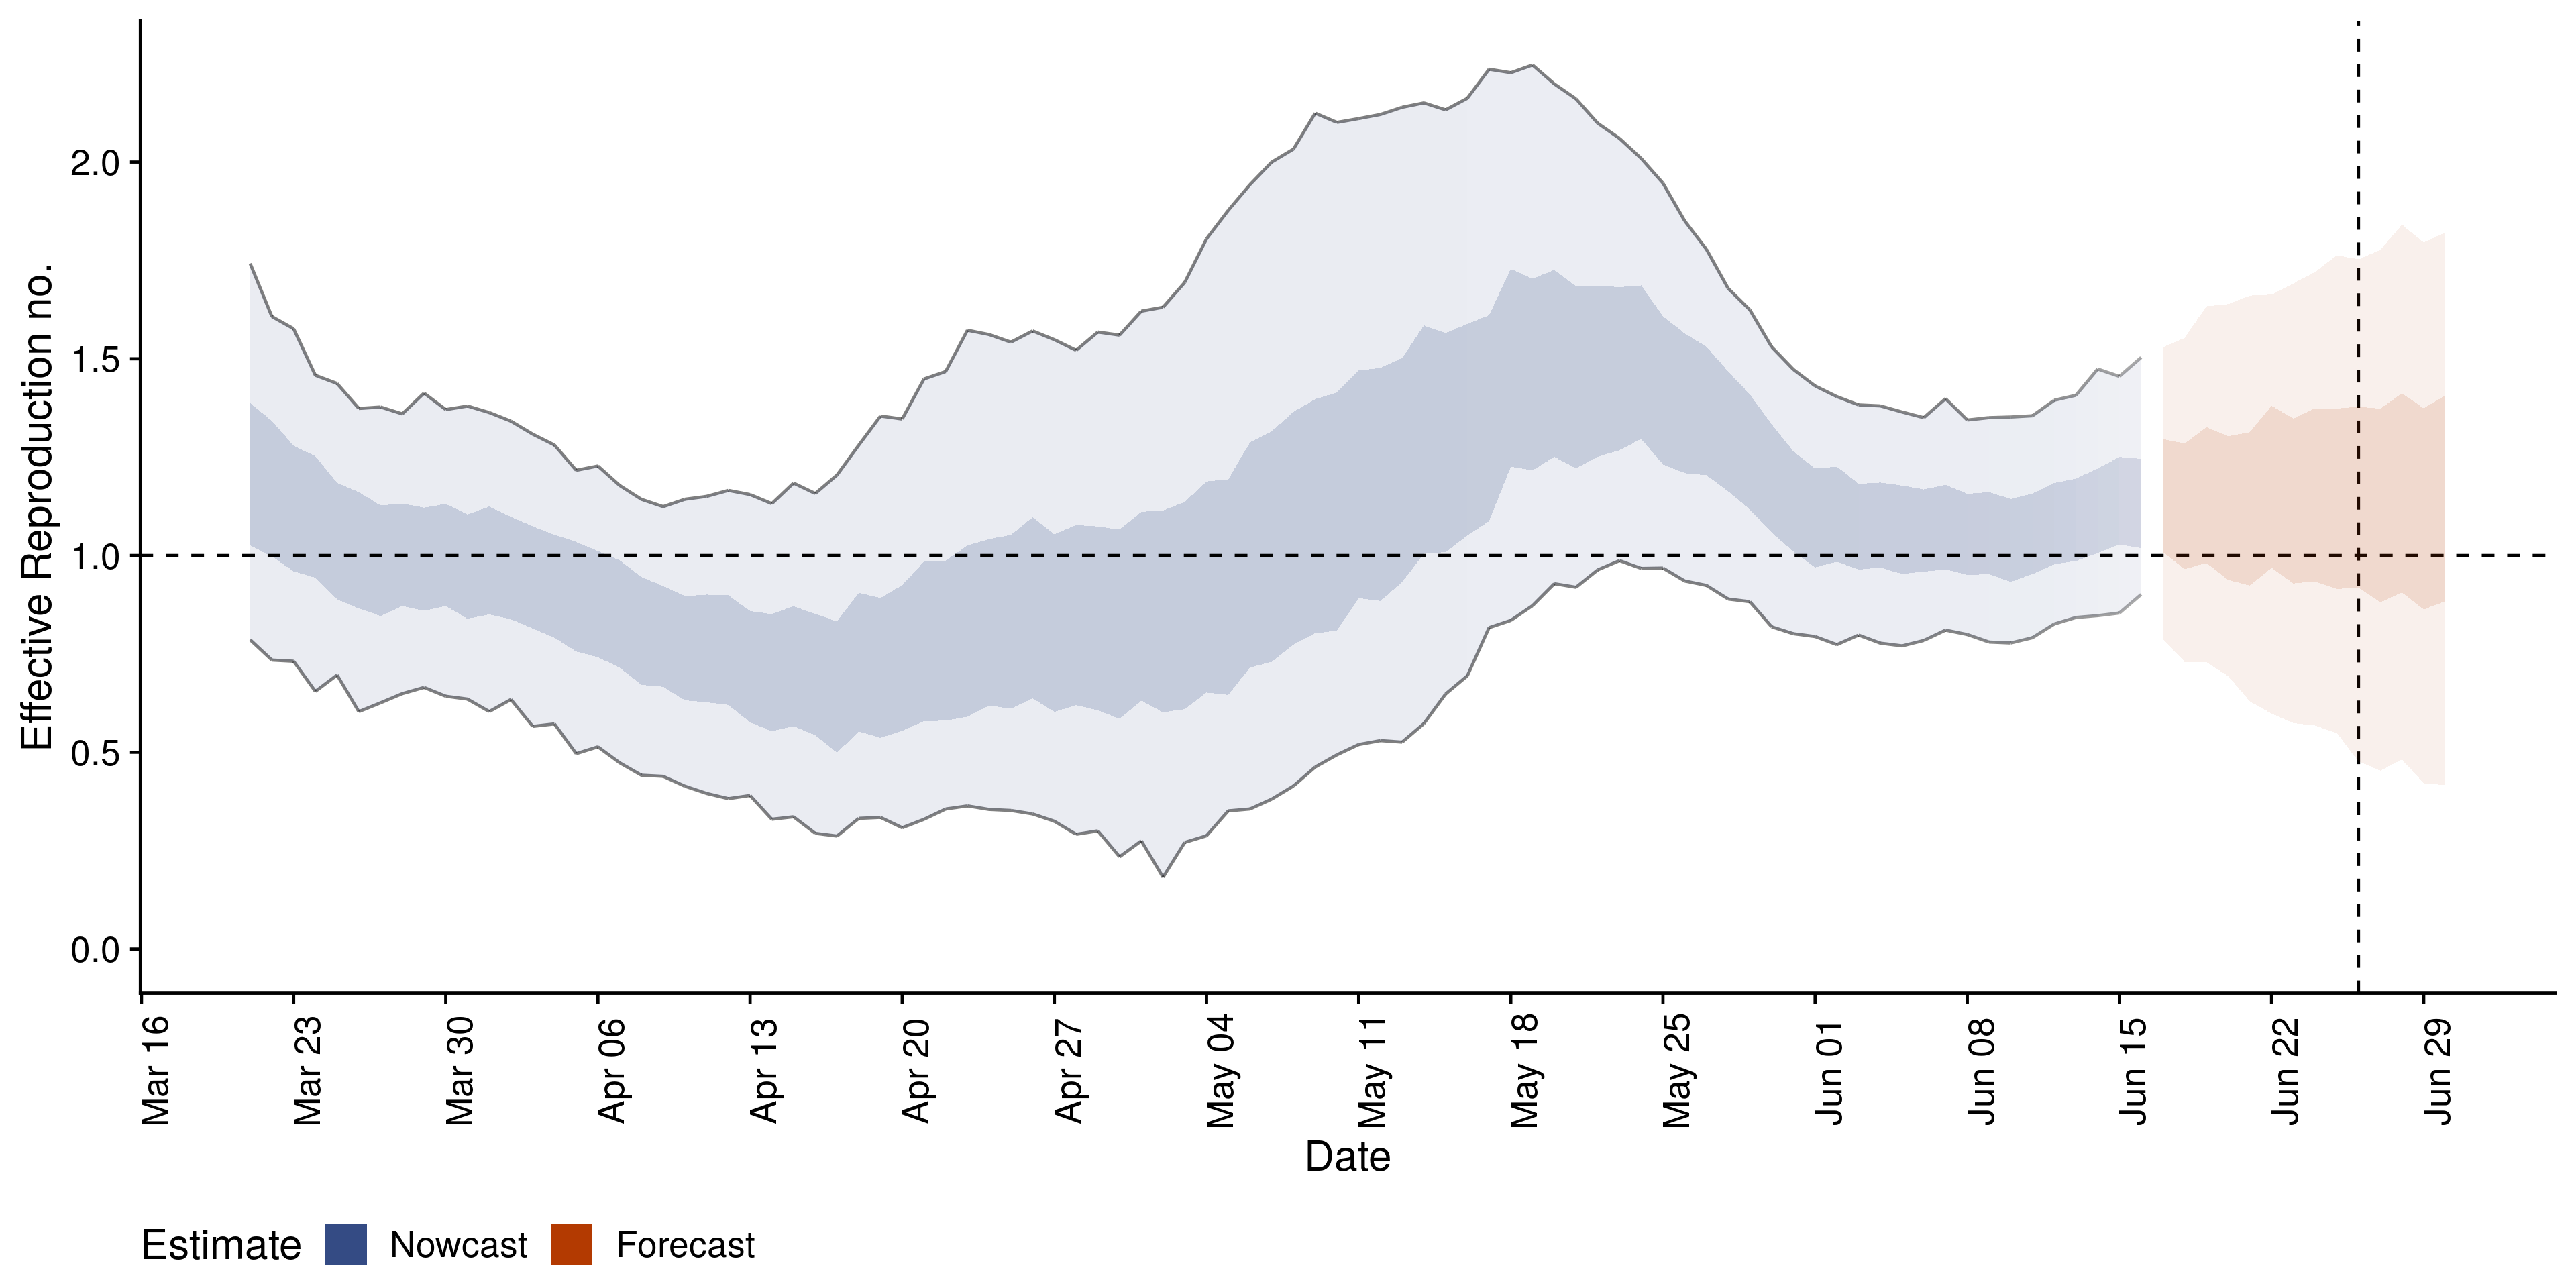 Effective Reproduction no.
2.0
1.5
1.0
0.5
0.0
Mar 16
Mar 23
Mar 30
Apr 06
Apr 13
Apr 20
Apr 27
May 04
May 11
May 18
May 25
Jun 01
Jun 08
Jun 15
Jun 22
Jun 29
Date
Estimate Nowcast Forecast